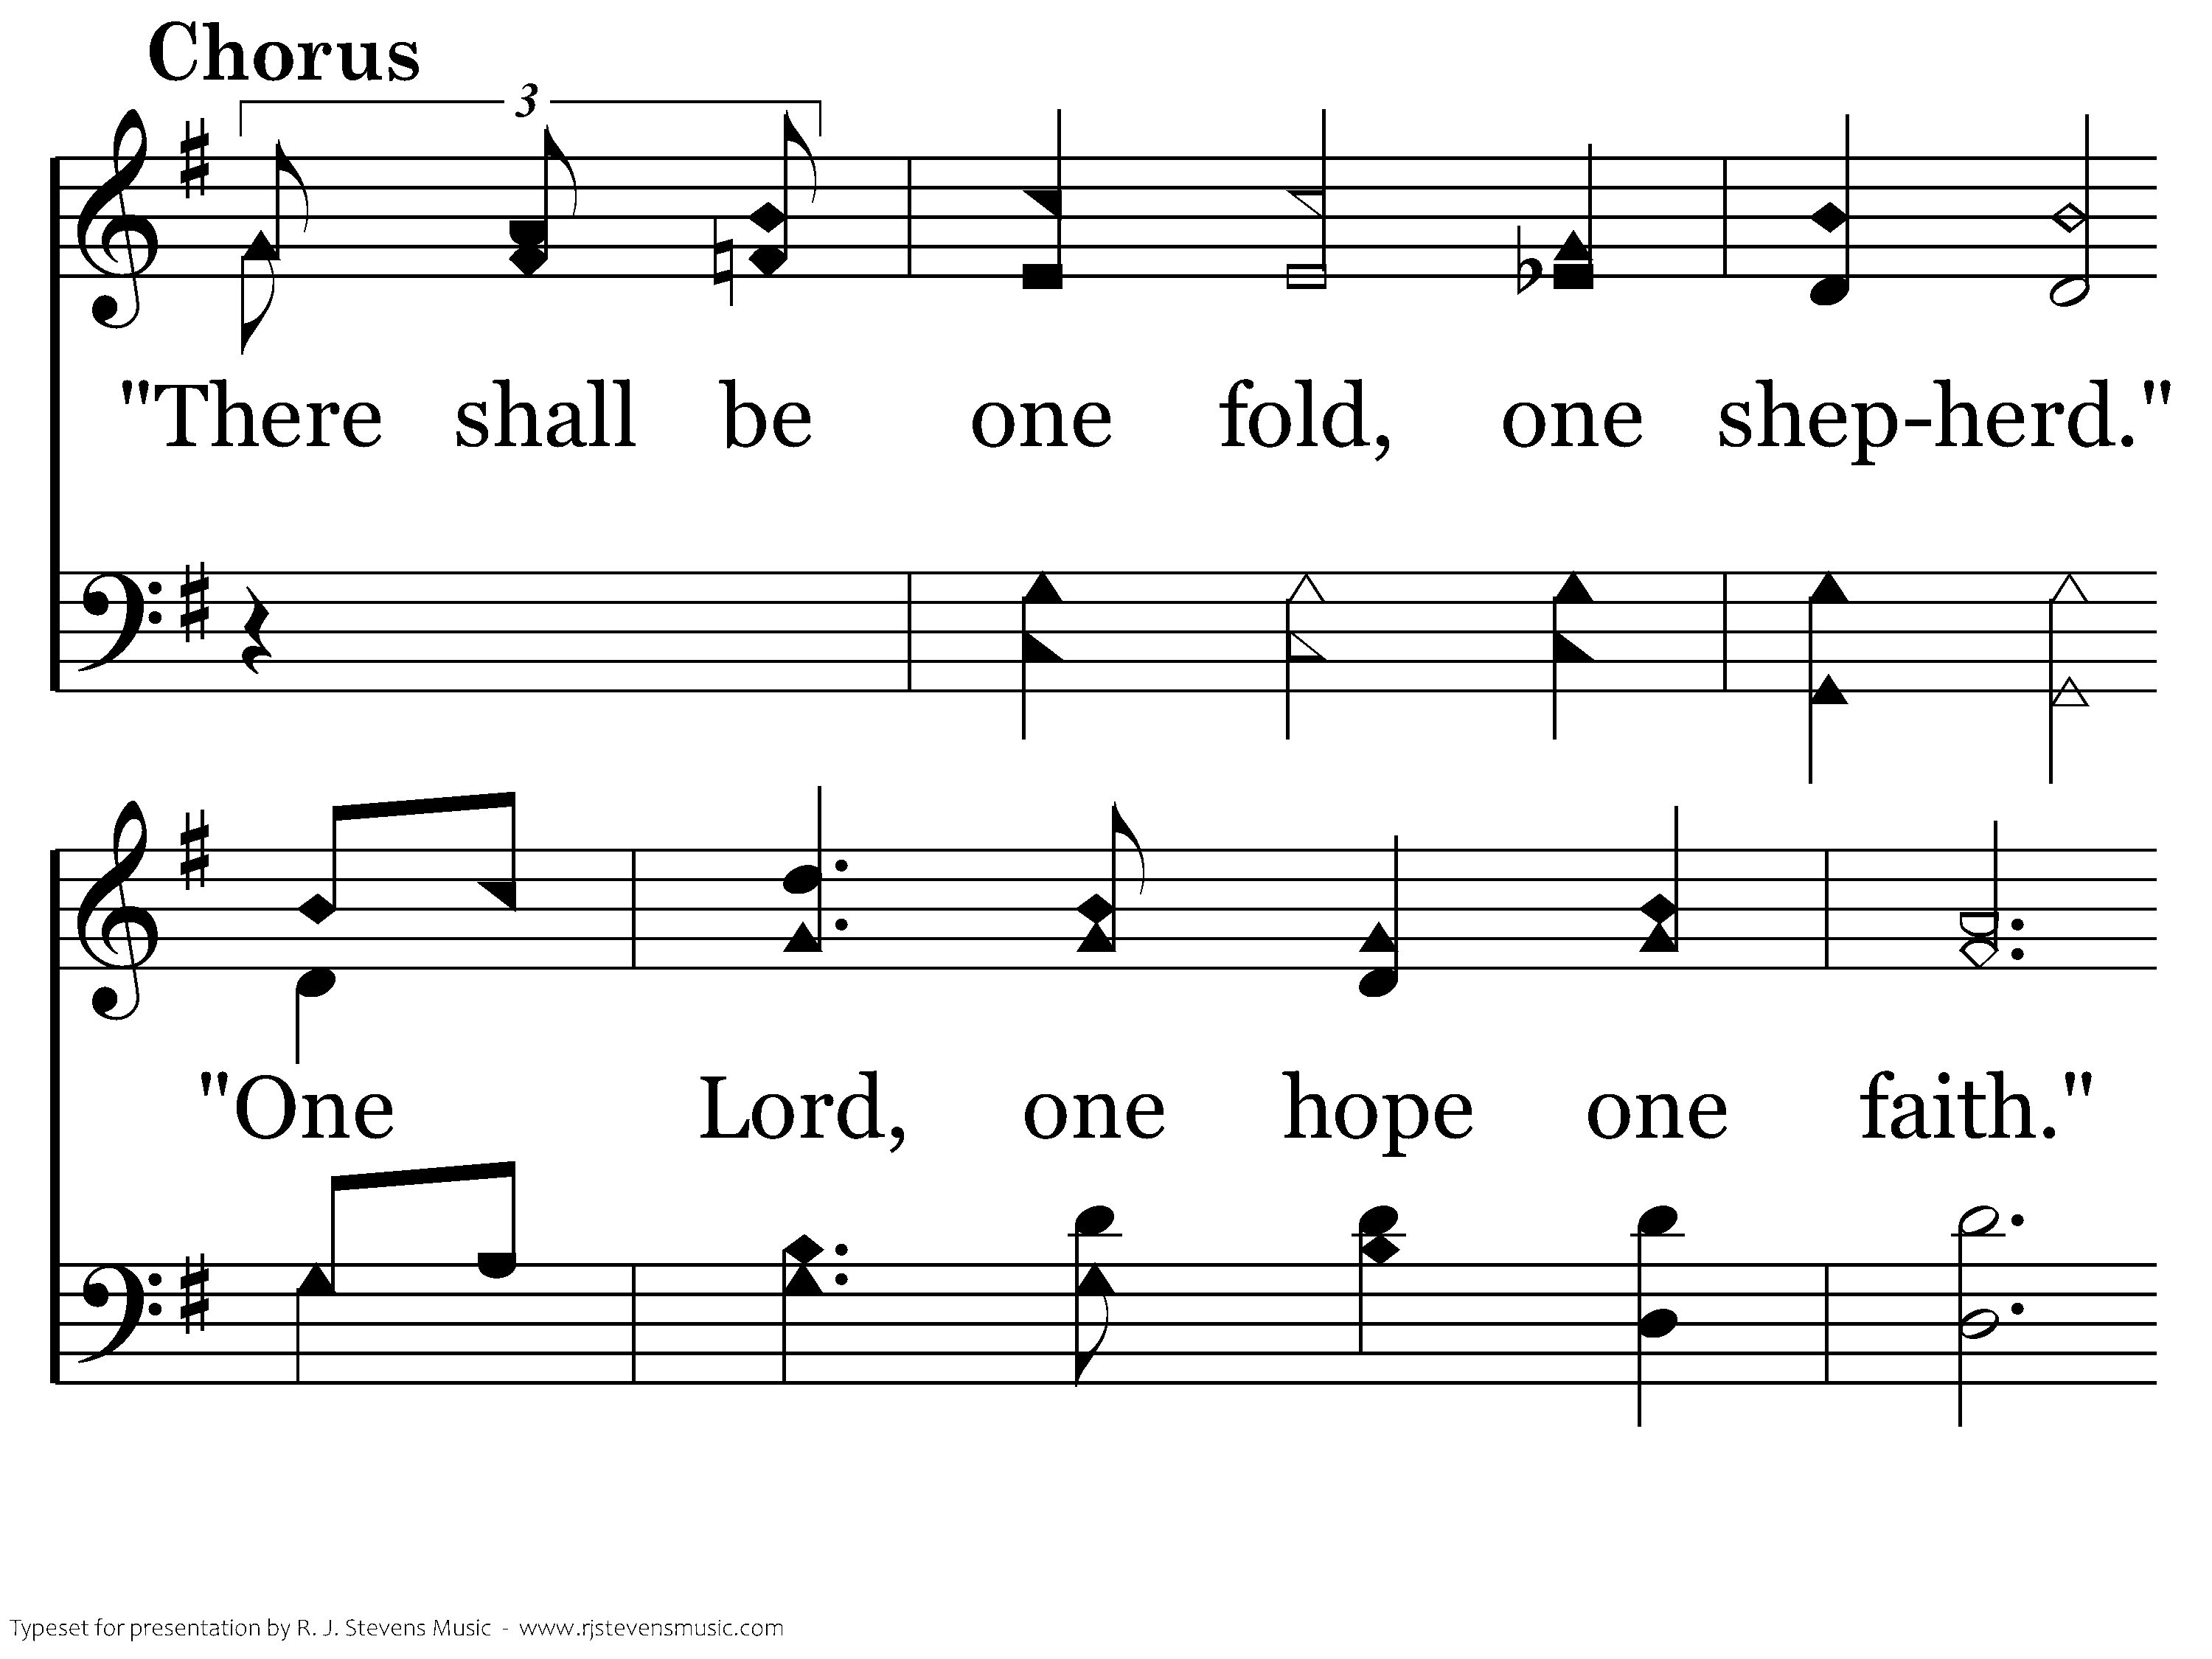 Chorus
3
"There shall be one fold, one shep-herd."
"One Lord, one hope one faith."
Typeset for presentation by R. J. Stevens Music - www.rjstevensmusic.com